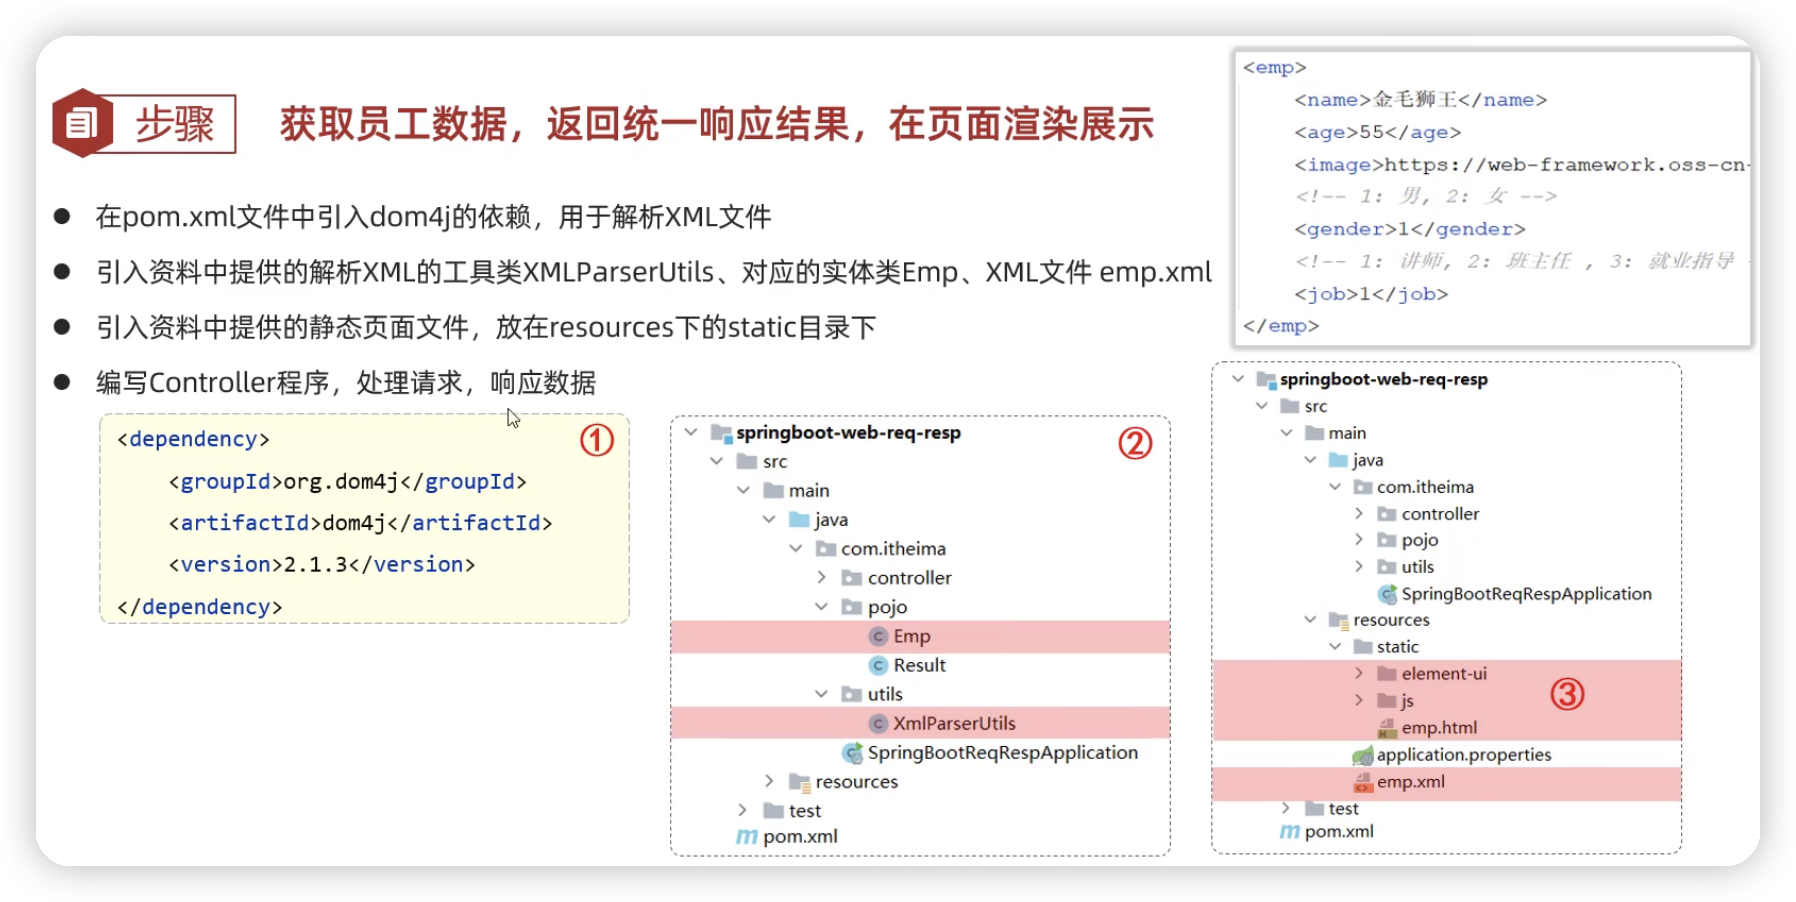 步骤
获取员工数据，返回统一响应结果，在页面渲染展示
在pom.xml文件中引入dom4j的依赖，用于解析XML文件
引入资料中提供的解析XML的工具类XMLParserUtils、对应的实体类Emp、XML文件 emp.xml
引入资料中提供的静态页面文件，放在resources下的static目录下
编写Controller程序，处理请求，响应数据
<emp>
<name>金毛狮王</name>
<age>55</age>
<image>https://web-framework.oss-cn-
<!-- 1: 男, 2: 女 -->
<gender>1</gender>
<!-- 1: 讲师, 2: 班主任 , 3: 就业指导
<job>1</job>
</emp>
①
<dependency>
<groupId>org.dom4j</groupId>
<artifactId>dom4j</artifactId>
<version>2.1.3</version>
</dependency>
②
springboot-web-req-resp
src
main
java
com.itheima
controller
pojo
Emp
Result
utils
XmlParserUtils
SpringBootReqRespApplication
resources
test
pom.xml
springboot-web-req-resp
src
main
java
com.itheima
controller
pojo
utils
SpringBootReqRespApplication
resources
static
element-ui
js
③
emp.html
application.properties
emp.xml
test
pom.xml